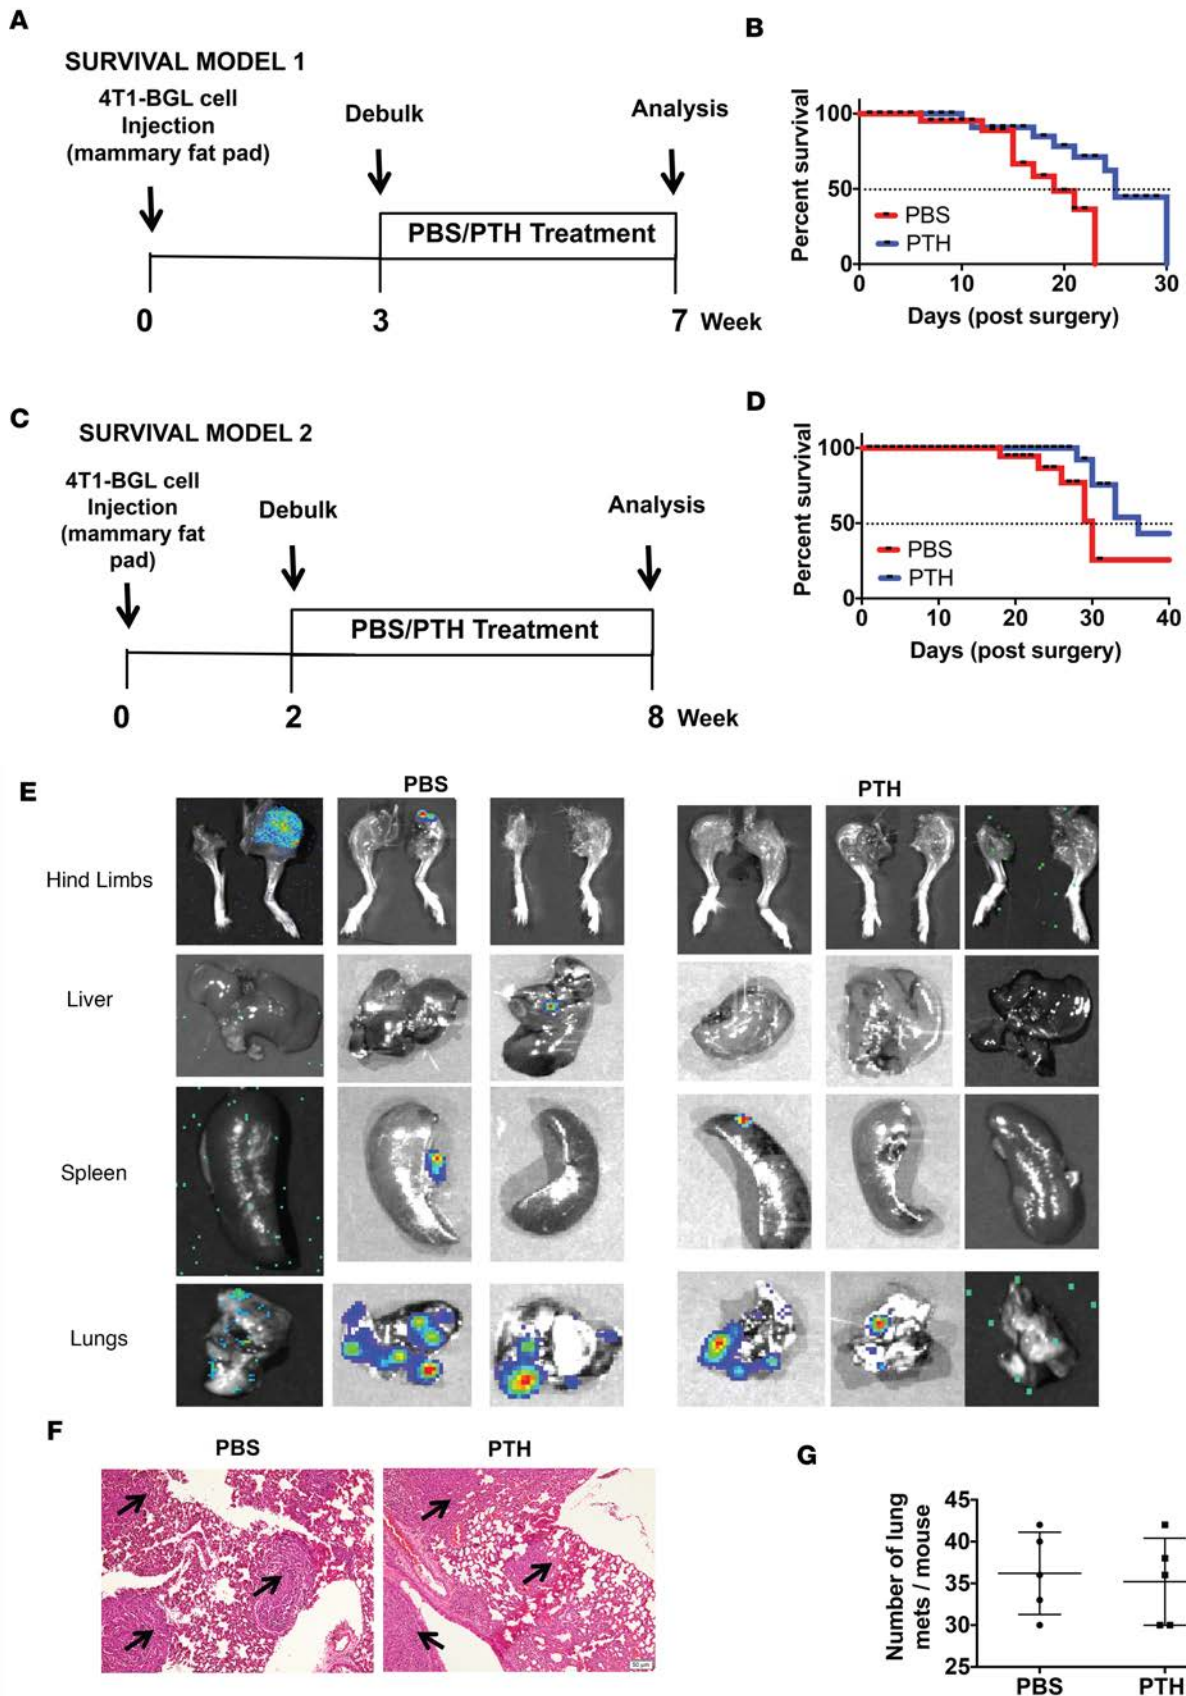 A
SURVIVAL MODEL 1
4T1-BGL cell
Injection
(mammary fat pad)
Debulk
Analysis
PBS/PTH Treatment
0
3
7 Week
B
Percent survival
100
50
0
PBS
PTH
0 10 20 30
Days (post surgery)
C
SURVIVAL MODEL 2
4T1-BGL cell
Injection
(mammary fat
pad)
Debulk
Analysis
PBS/PTH Treatment
0
2
8 Week
D
Percent survival
100
50
0
PBS
PTH
0 10 20 30 40
Days (post surgery)
E
PBS
PTH
Hind Limbs
Liver
Spleen
Lungs
F
PBS
PTH
50 µm
G
Number of lung
mets / mouse
45
40
35
30
25
PBS
PTH